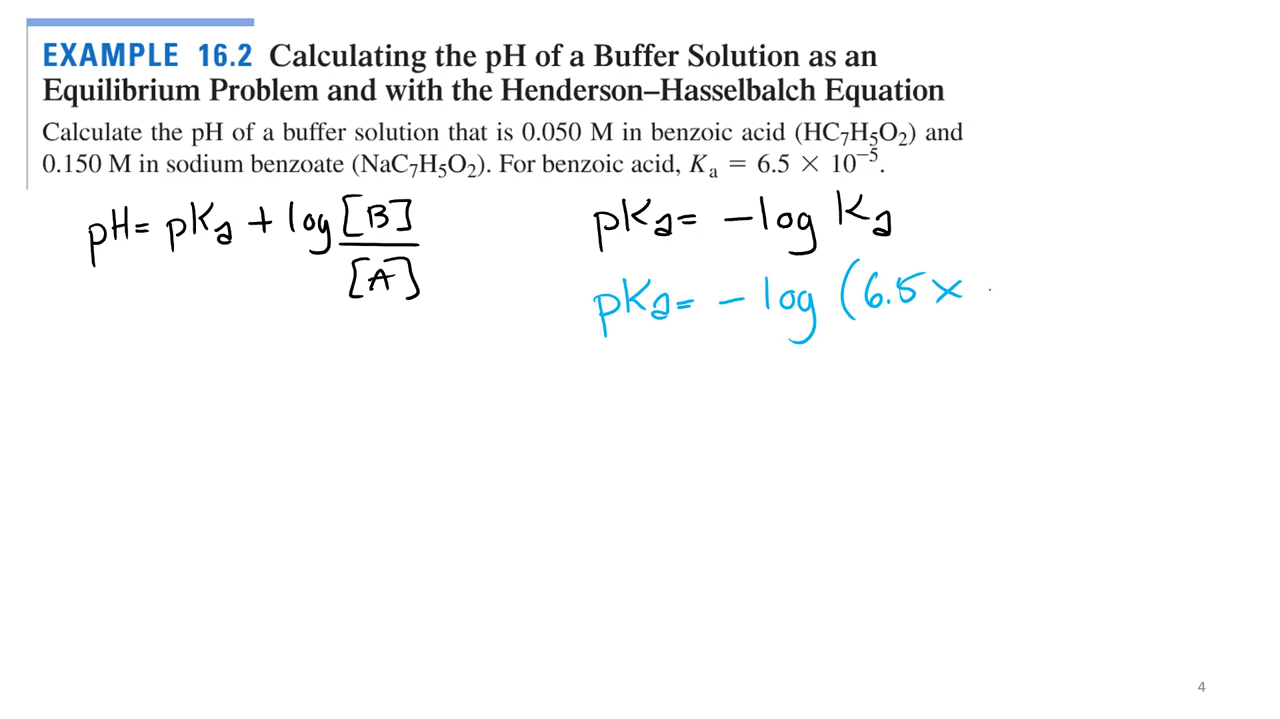 EXAMPLE 16.2 Calculating the pH of a Buffer Solution as an
Equilibrium Problem and with the Henderson–Hasselbalch Equation
Calculate the pH of a buffer solution that is 0.050 M in benzoic acid (HC₇H₅O₂) and
0.150 M in sodium benzoate (NaC₇H₅O₂). For benzoic acid, Kₐ = 6.5 × 10⁻⁵.
pH = pKa + log [B] / [A]
pKa = -log Ka
pKa = -log (6.5 ×
4